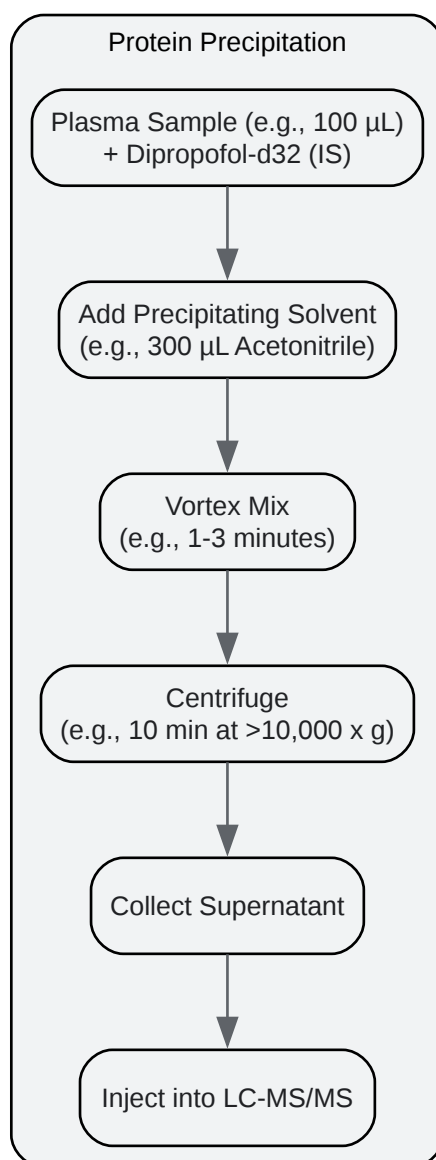 Protein Precipitation
Plasma Sample (e.g., 100 µL)
+ Dipropofol-d32 (IS)
Add Precipitating Solvent
(e.g., 300 µL Acetonitrile)
Vortex Mix
(e.g., 1-3 minutes)
Centrifuge
(e.g., 10 min at >10,000 x g)
Collect Supernatant
Inject into LC-MS/MS